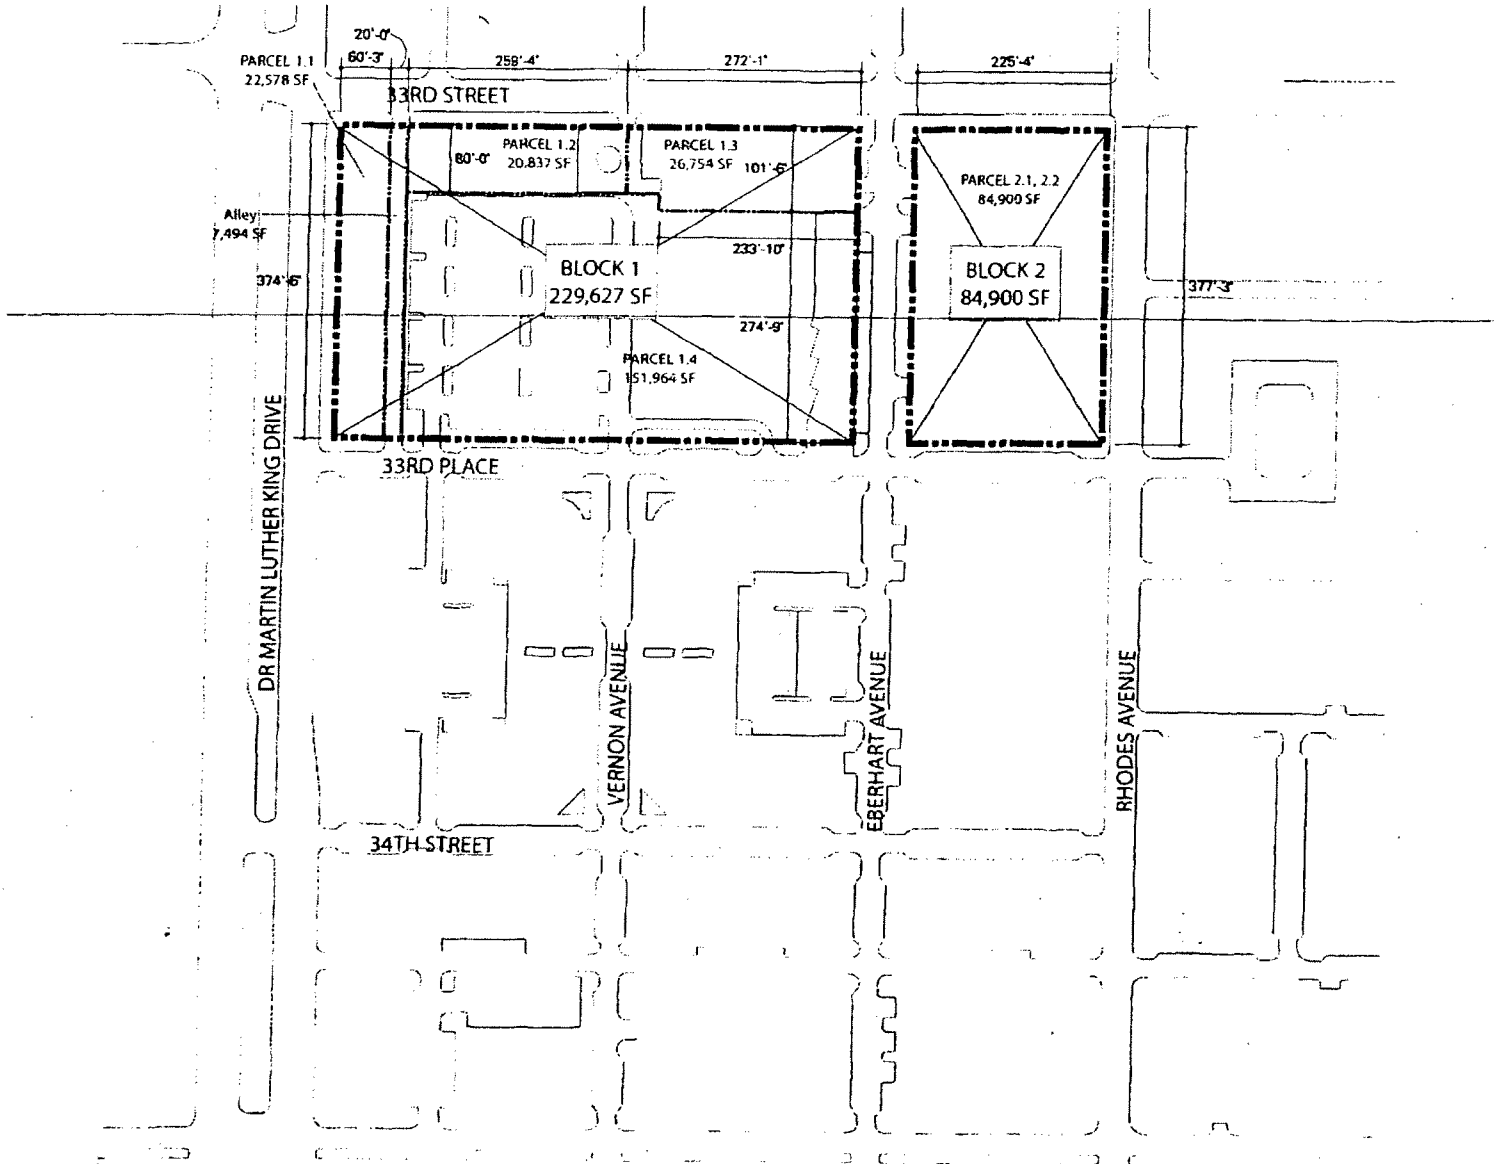 20'-0"
PARCEL 1.1
22,578 SF
60'-3"
259'-4"
272'-1"
225'-4"
33RD STREET
PARCEL 1.2
20,837 SF
80'-0"
PARCEL 1.3
26,754 SF
101'-6"
PARCEL 2.1, 2.2
84,900 SF
Alley
7,494 SF
374'-6"
BLOCK 1
229,627 SF
233'-10"
BLOCK 2
84,900 SF
377'-3"
274'-9"
PARCEL 1.4
151,964 SF
33RD PLACE
DR MARTIN LUTHER KING DRIVE
VERNON AVENUE
EBERHART AVENUE
RHODES AVENUE
34TH STREET